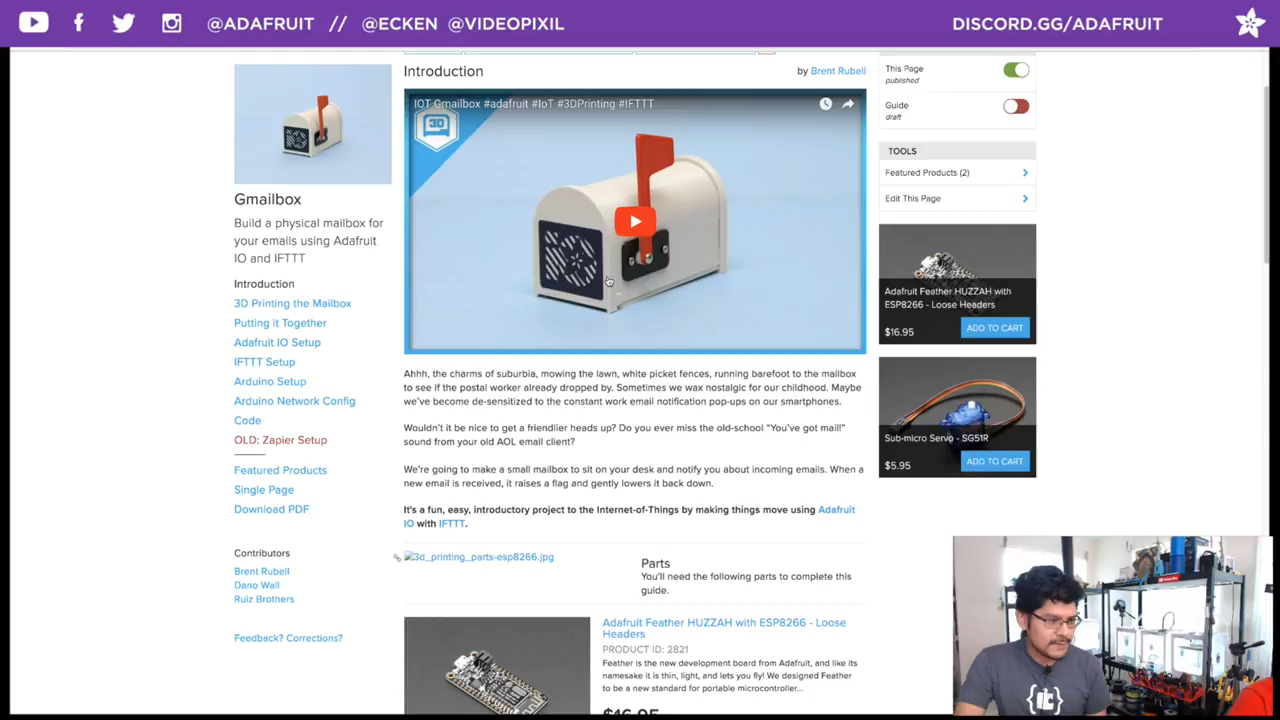 @ADAFRUIT // @ECKEN @VIDEOPIXIL
DISCORD.GG/ADAFRUIT
Gmailbox
Build a physical mailbox for
your emails using Adafruit
IO and IFTTT
Introduction
3D Printing the Mailbox
Putting it Together
Adafruit IO Setup
IFTTT Setup
Arduino Setup
Arduino Network Config
Code
OLD: Zapier Setup
Featured Products
Single Page
Download PDF
Contributors
Brent Rubell
Dano Wall
Ruiz Brothers
Feedback? Corrections?
Introduction
by Brent Rubell
IOT Gmailbox #adafruit #IoT #3DPrinting #IFTTT
3D
Ahhh, the charms of suburbia, mowing the lawn, white picket fences, running barefoot to the mailbox
to see if the postal worker already dropped by. Sometimes we wax nostalgic for our childhood. Maybe
we've become de-sensitized to the constant work email notification pop-ups on our smartphones.
Wouldn't it be nice to get a friendlier heads up? Do you ever miss the old-school "You've got mail!"
sound from your old AOL email client?
We're going to make a small mailbox to sit on your desk and notify you about incoming emails. When a
new email is received, it raises a flag and gently lowers it back down.
It's a fun, easy, introductory project to the Internet-of-Things by making things move using Adafruit
IO with IFTTT.
3d_printing_parts-esp8266.jpg
Parts
You'll need the following parts to complete this
guide.
Adafruit Feather HUZZAH with ESP8266 - Loose
Headers
PRODUCT ID: 2821
Feather is the new development board from Adafruit, and like its
namesake it is thin, light, and lets you fly! We designed Feather
to be a new standard for portable microcontroller...
$16.95
This Page
published
Guide
draft
TOOLS
Featured Products (2)
Edit This Page
Adafruit Feather HUZZAH with
ESP8266 - Loose Headers
$16.95
ADD TO CART
Sub-micro Servo - SG51R
$5.95
ADD TO CART